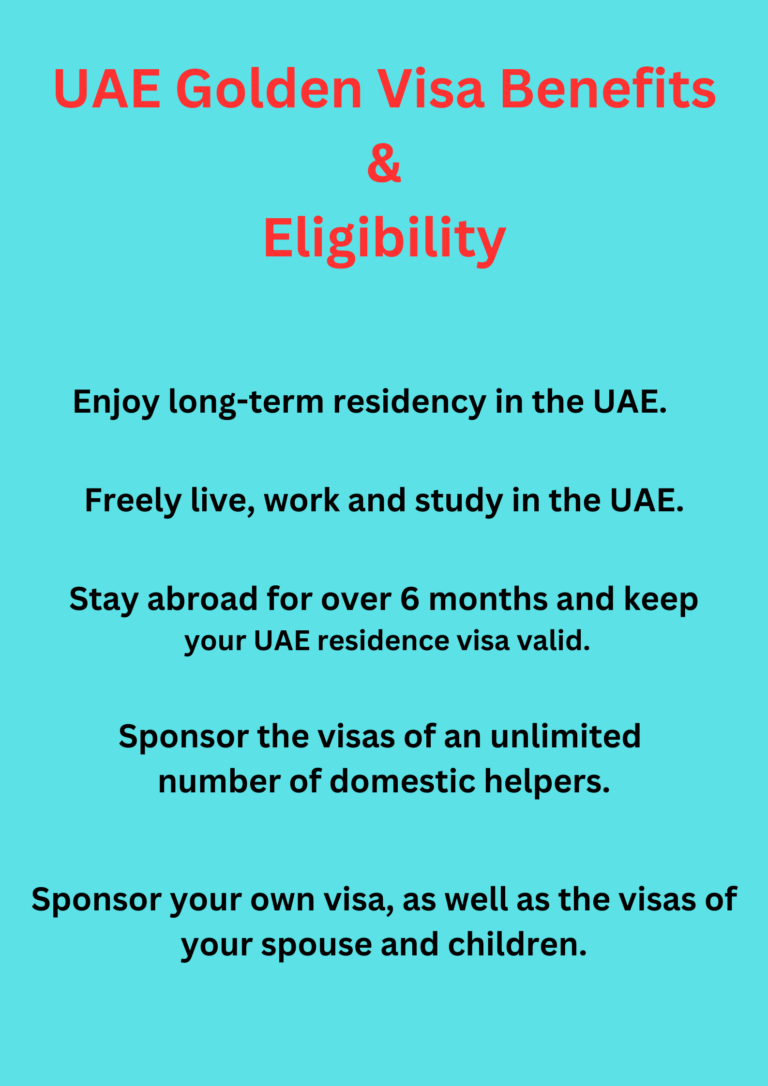 UAE Golden Visa Benefits
&
Eligibility
Enjoy long-term residency in the UAE.
Freely live, work and study in the UAE.
Stay abroad for over 6 months and keep
your UAE residence visa valid.
Sponsor the visas of an unlimited
number of domestic helpers.
Sponsor your own visa, as well as the visas of
your spouse and children.